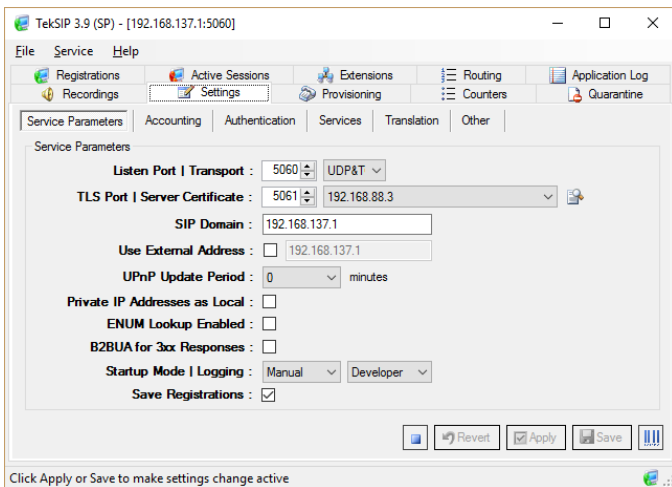 TekSIP 3.9 (SP) - [192.168.137.1:5060]
File Service Help
Registrations Active Sessions Extensions Routing Application Log
Recordings Settings Provisioning Counters Quarantine
Service Parameters Accounting Authentication Services Translation Other
Service Parameters
Listen Port | Transport : 5060 UDP&T
TLS Port | Server Certificate : 5061 192.168.88.3
SIP Domain : 192.168.137.1
Use External Address : 192.168.137.1
UPnP Update Period : 0 minutes
Private IP Addresses as Local :
ENUM Lookup Enabled :
B2BUA for 3xx Responses :
Startup Mode | Logging : Manual Developer
Save Registrations :
Revert Apply Save
Click Apply or Save to make settings change active